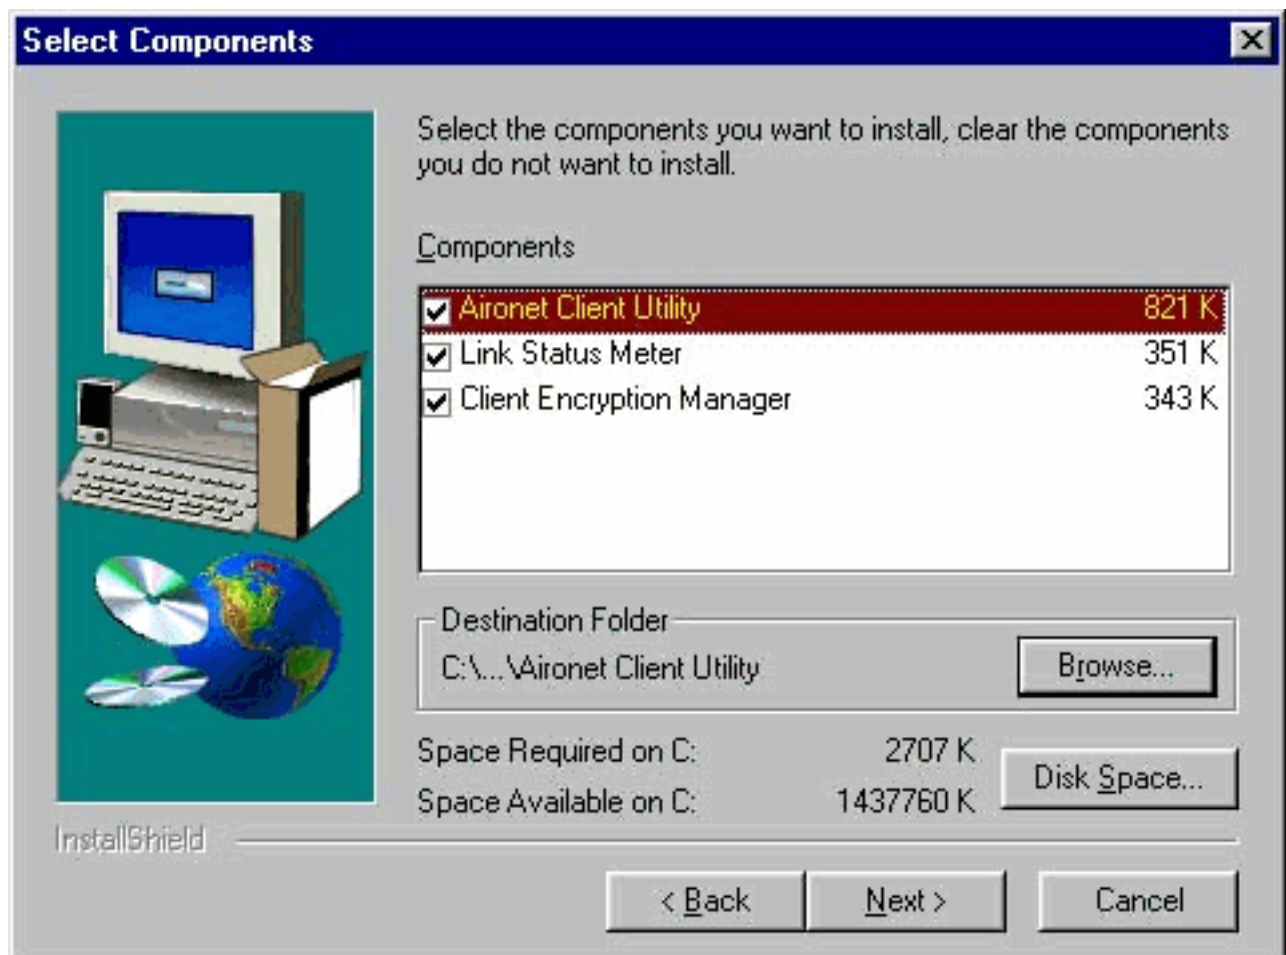 Select Components
Select the components you want to install, clear the components
you do not want to install.
Components
Aironet Client Utility 821 K
Link Status Meter 351 K
Client Encryption Manager 343 K
Destination Folder
C:\...\Aironet Client Utility
Browse...
Space Required on C: 2707 K
Space Available on C: 1437760 K
Disk Space...
InstallShield
< Back
Next >
Cancel